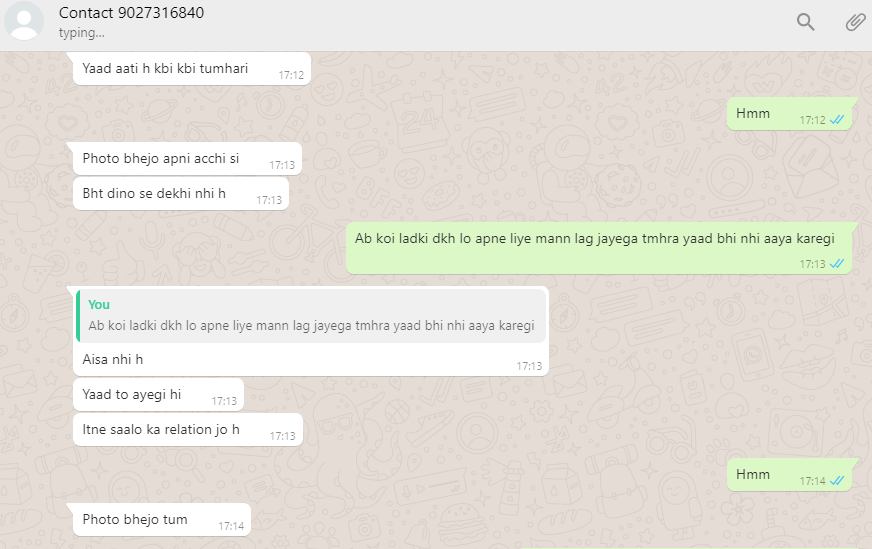 Contact 9027316840
typing...
Yaad aati h kbi kbi tumhari
17:12
Hmm
17:12
Photo bhejo apni acchi si
17:13
Bht dino se dekhi nhi h
17:13
Ab koi ladki dkh lo apne liye mann lag jayega tmhra yaad bhi nhi aaya karegi
17:13
You
Ab koi ladki dkh lo apne liye mann lag jayega tmhra yaad bhi nhi aaya karegi
Aisa nhi h
17:13
Yaad to ayegi hi
17:13
Itne saalo ka relation jo h
17:13
Hmm
17:14
Photo bhejo tum
17:14